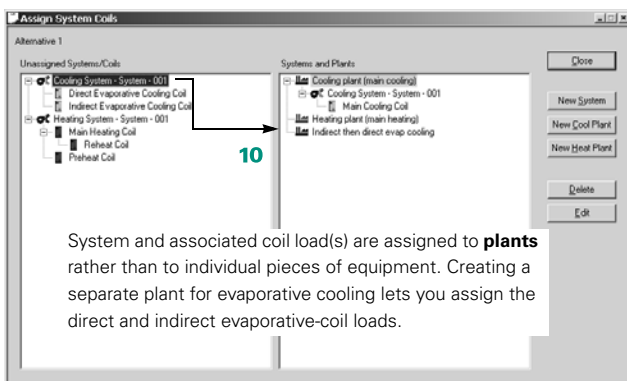 Assign System Coils
Alternative 1
Unassigned Systems/Coils
Cooling System - System - 001
Direct Evaporative Cooling Coil
Indirect Evaporative Cooling Coil
Heating System - System - 001
Main Heating Coil
Reheat Coil
Preheat Coil
10
Systems and Plants
Cooling plant (main cooling)
Cooling System - System - 001
Main Cooling Coil
Heating plant (main heating)
Indirect then direct evap cooling
Close
New System
New Cool Plant
New Heat Plant
Delete
Edit
System and associated coil load(s) are assigned to plants
rather than to individual pieces of equipment. Creating a
separate plant for evaporative cooling lets you assign the
direct and indirect evaporative-coil loads.